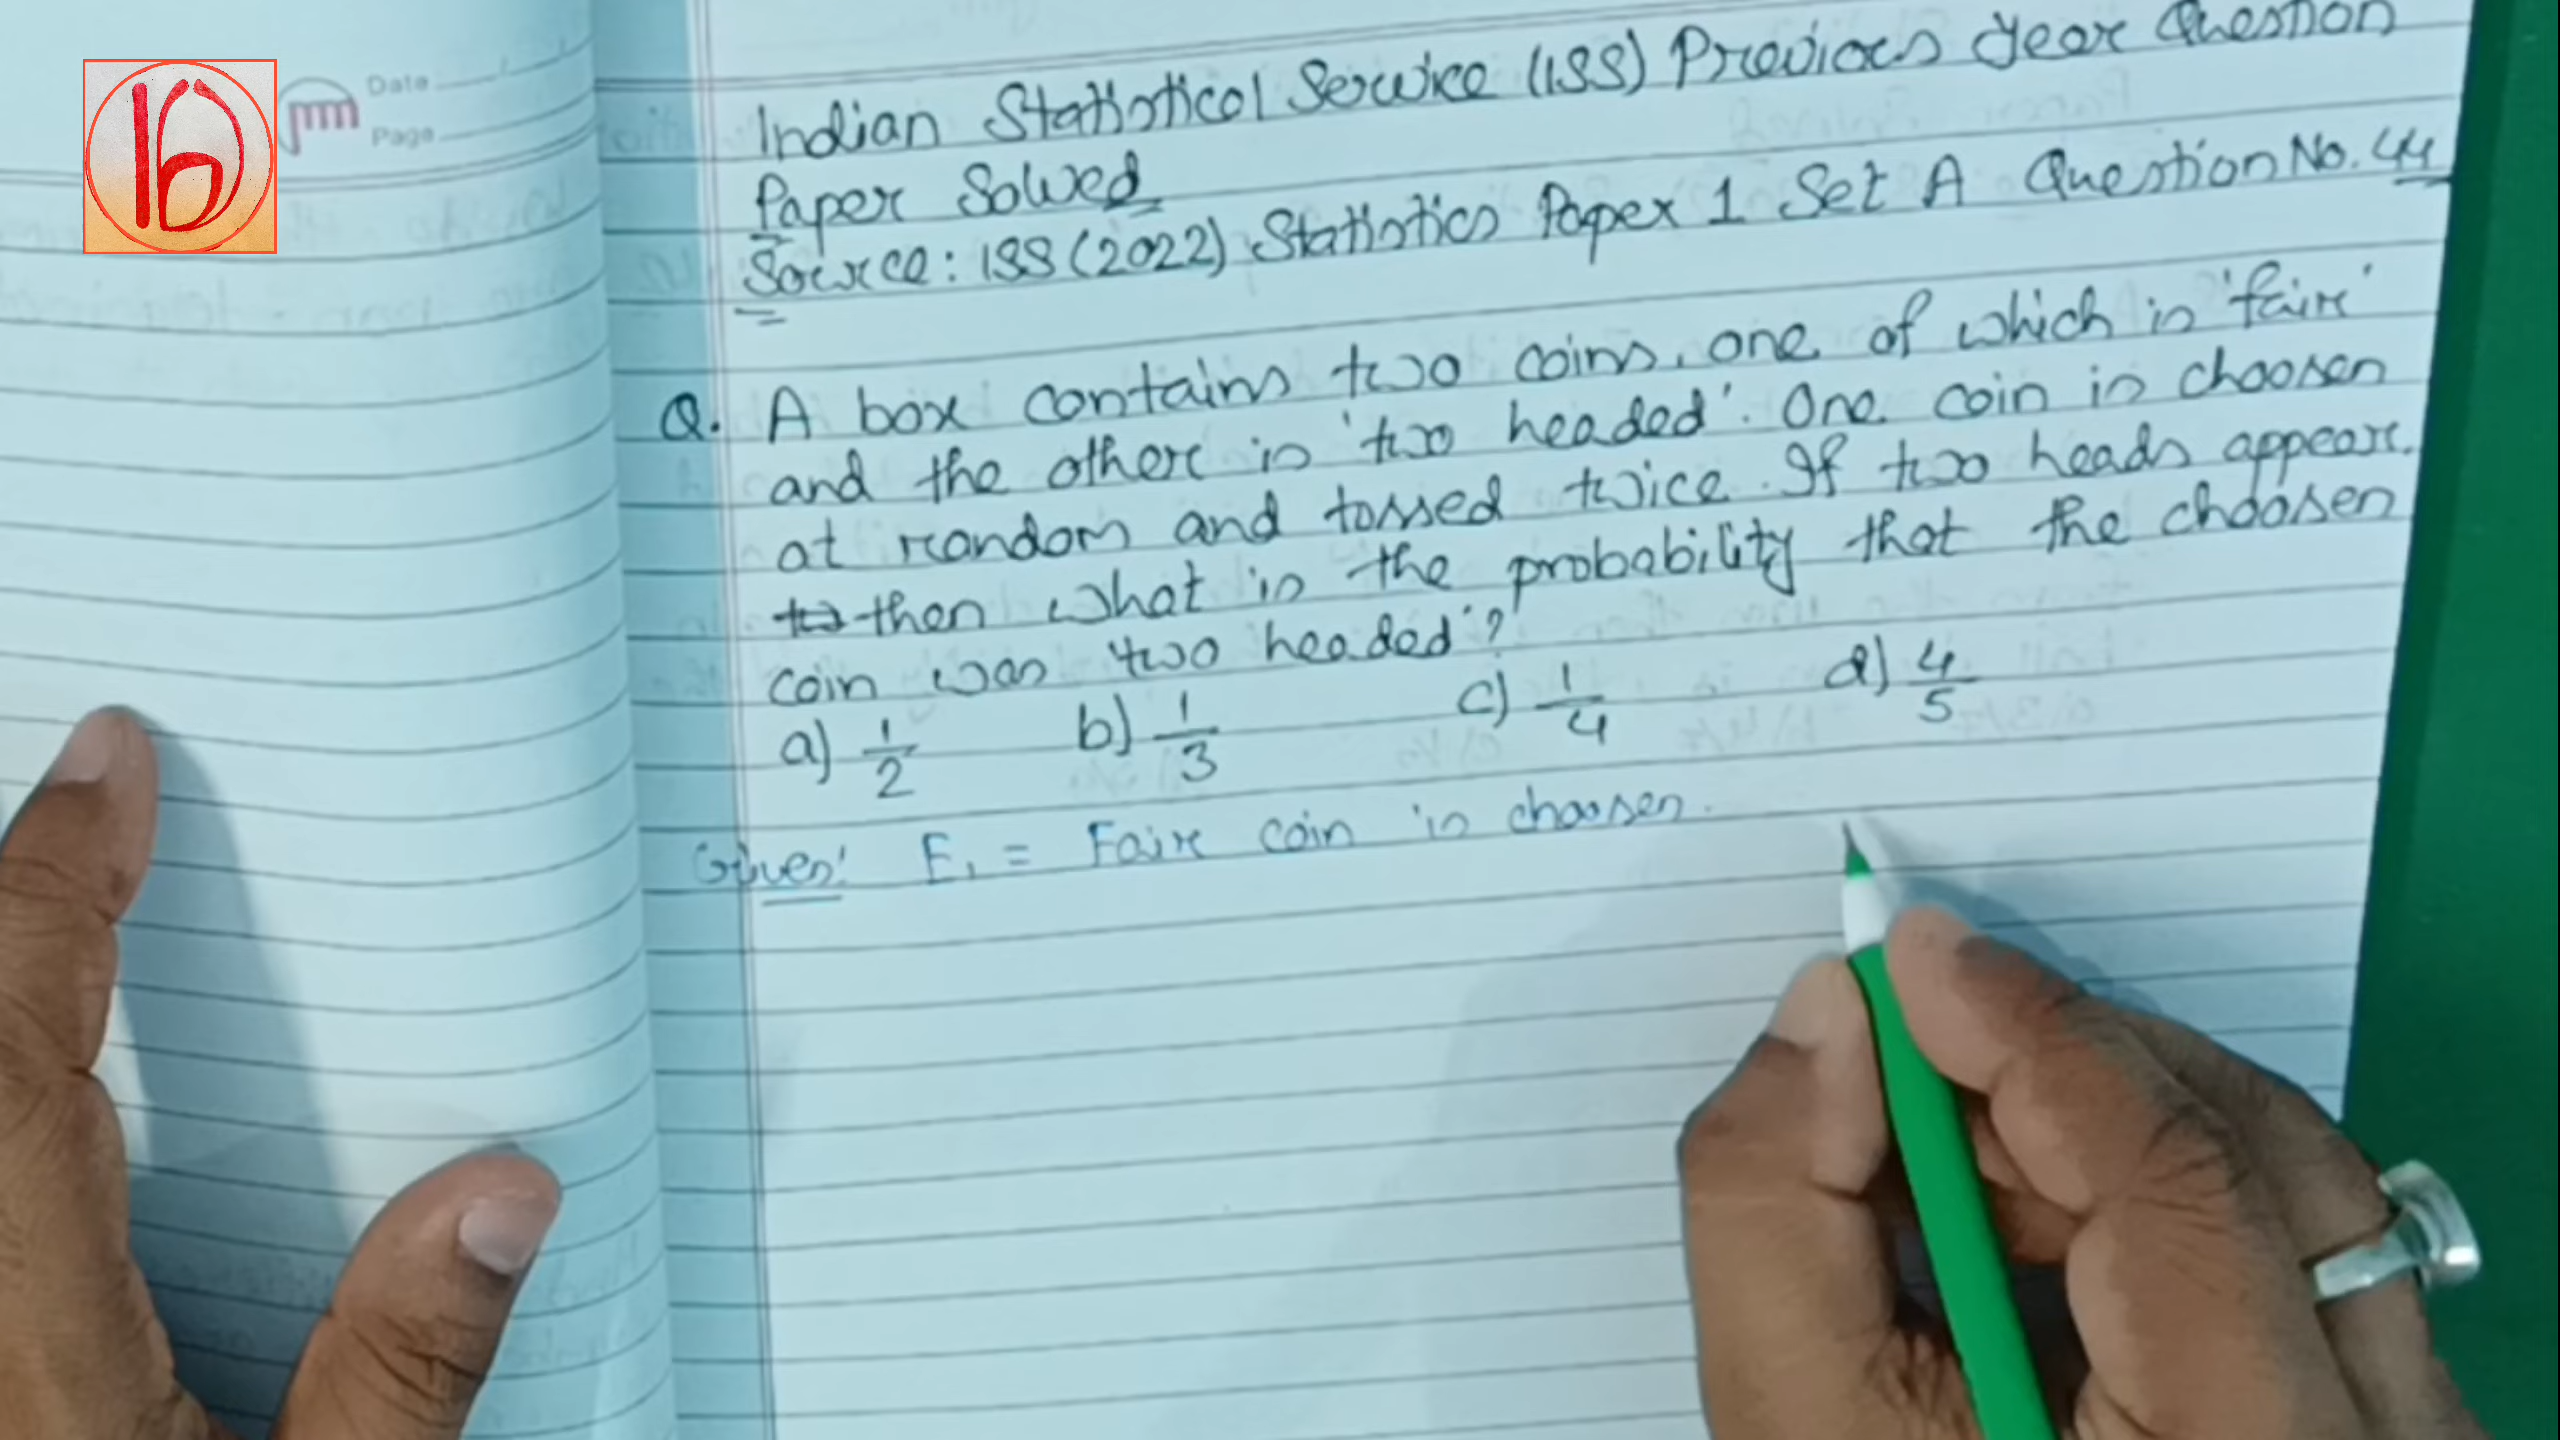 Date
Page
Indian Statistical Service (ISS) Previous Year Question
Paper Solved
Source: ISS (2022) Statistics Paper 1 Set A Question No. 44
Q. A box contains two coins, one of which is 'fair'
and the other is 'two headed'. One coin is choosen
at random and tossed twice. If two heads appear.
then what is the probability that the choosen
coin was 'two headed'?
a) 1/2 b) 1/3 c) 1/4 d) 4/5
Given: E₁ = Fair coin is choosen.